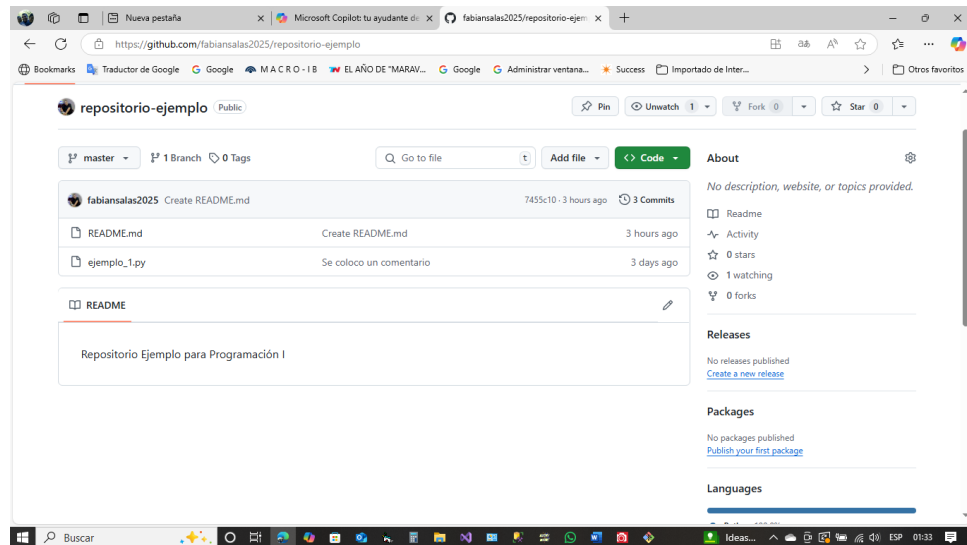 Nueva pestaña
Microsoft Copilot: tu ayudante de
fabiansalas2025/repositorio-ejem
https://github.com/fabiansalas2025/repositorio-ejemplo
Bookmarks Traductor de Google Google M A C R O - I B EL AÑO DE "MARAV... Google Administrar ventana... Success Importado de Inter... Otros favoritos
repositorio-ejemplo Public
Pin Unwatch 1 Fork 0 Star 0
master 1 Branch 0 Tags Go to file t Add file Code
fabiansalas2025 Create README.md 7455c10 · 3 hours ago 3 Commits
README.md Create README.md 3 hours ago
ejemplo_1.py Se coloco un comentario 3 days ago
README
Repositorio Ejemplo para Programación I
About
No description, website, or topics provided.
Readme
Activity
0 stars
1 watching
0 forks
Releases
No releases published
Create a new release
Packages
No packages published
Publish your first package
Languages
Buscar Ideas... ESP 01:33